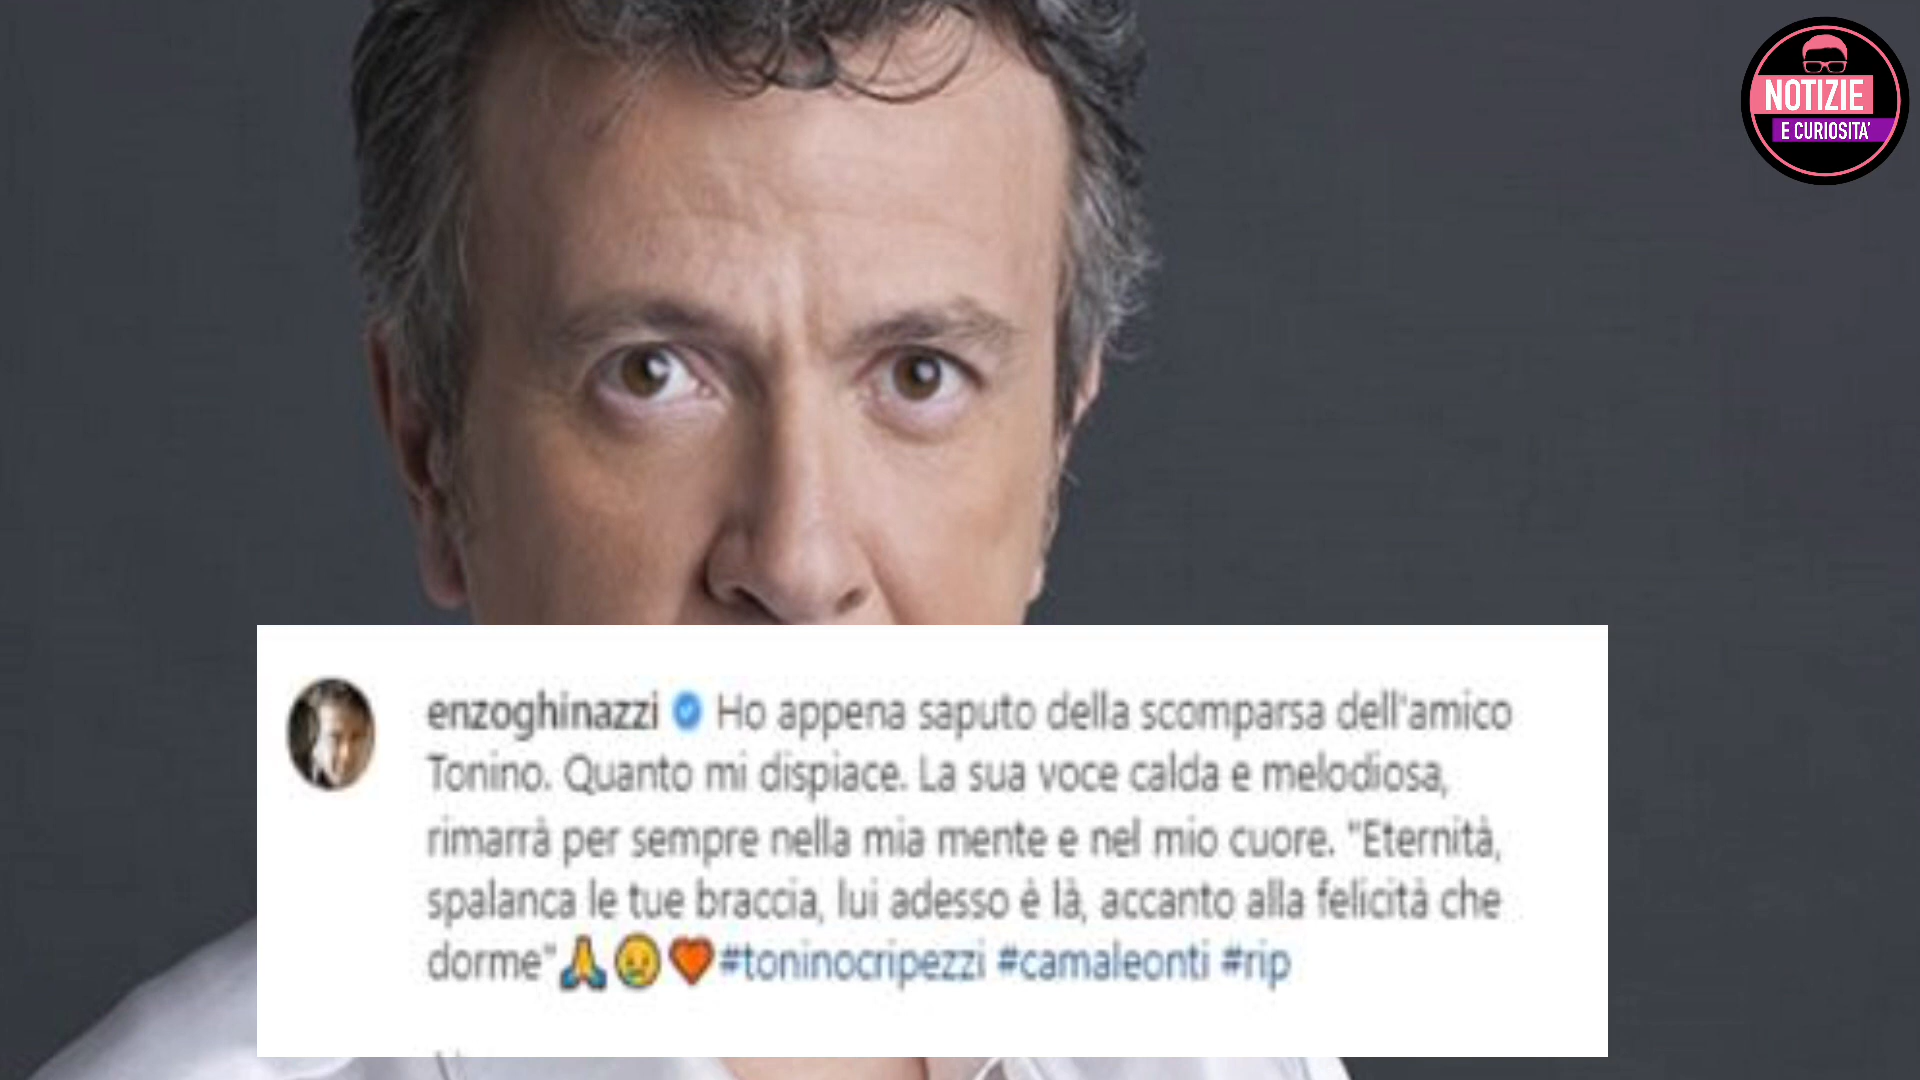 NOTIZIE
E CURIOSITA'
enzoghinazzi Ho appena saputo della scomparsa dell'amico
Tonino. Quanto mi dispiace. La sua voce calda e melodiosa,
rimarrà per sempre nella mia mente e nel mio cuore. "Eternità,
spalanca le tue braccia, lui adesso è là, accanto alla felicità che
dorme"🙏😢❤️#toninocripezzi #camaleonti #rip